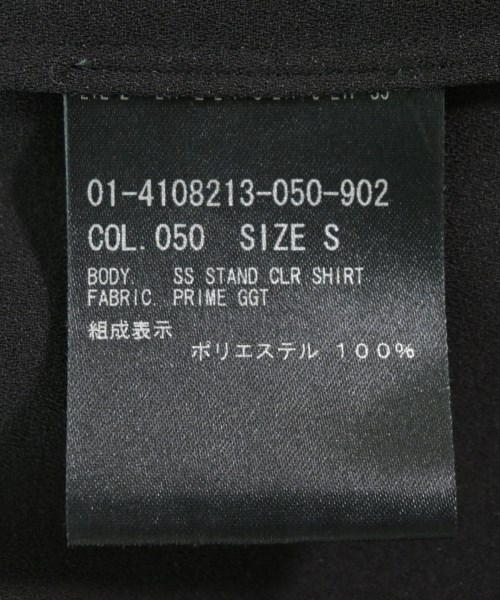 01-4108213-050-902
COL.050 SIZE S
BODY. SS STAND CLR SHIRT
FABRIC. PRIME GGT
組成表示
ポリエステル １００％